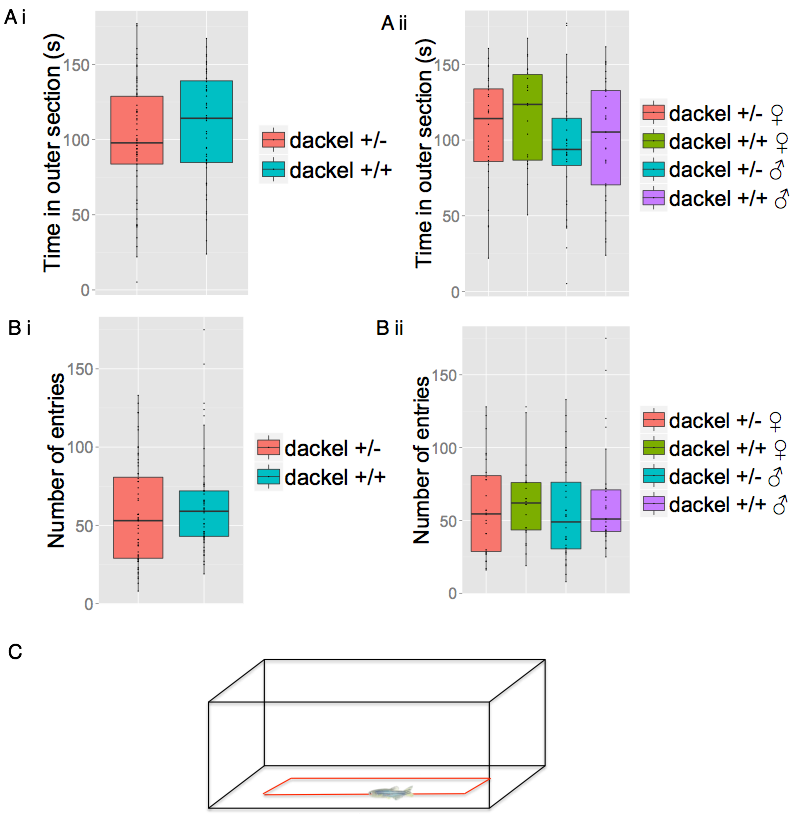 A i
Time in outer section (s)
150
100
50
0
dackel +/-
dackel +/+
A ii
Time in outer section (s)
150
100
50
0
dackel +/- ♀
dackel +/+ ♀
dackel +/- ♂
dackel +/+ ♂
B i
Number of entries
150
100
50
0
dackel +/-
dackel +/+
B ii
Number of entries
150
100
50
0
dackel +/- ♀
dackel +/+ ♀
dackel +/- ♂
dackel +/+ ♂
C